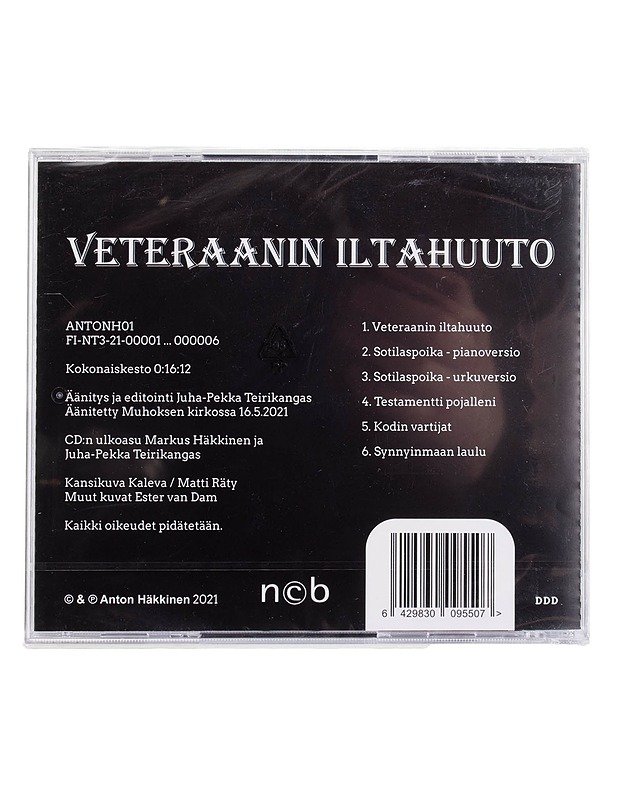 VETERAANIN ILTAHUUTO
ANTONH01
FI-NT3-21-00001 ... 000006
Kokonaiskesto 0:16:12
Äänitys ja editointi Juha-Pekka Teirikangas
Äänitetty Muhoksen kirkossa 16.5.2021
CD:n ulkoasu Markus Häkkinen ja
Juha-Pekka Teirikangas
Kansikuva Kaleva / Matti Räty
Muut kuvat Ester van Dam
Kaikki oikeudet pidätetään.
1. Veteraanin iltahuuto
2. Sotilaspoika - pianoversio
3. Sotilaspoika - urkuversio
4. Testamentti pojalleni
5. Kodin vartijat
6. Synnyinmaan laulu
© & ℗ Anton Häkkinen 2021
n©b
6 429830 095507 >
DDD